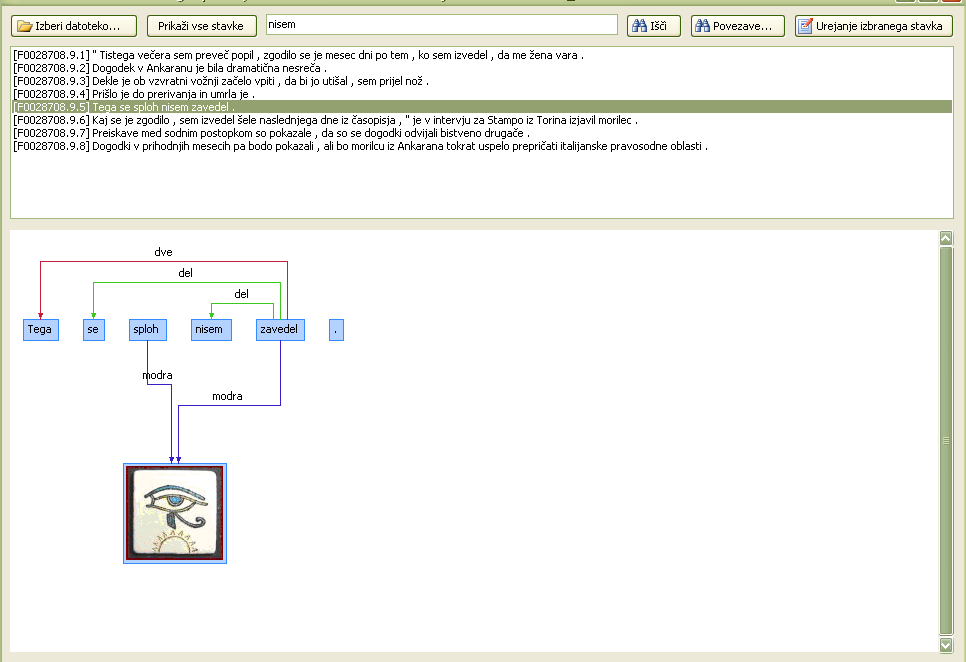 Izberi datoteko... Prikaži vse stavke nisem Išči Povezave... Urejanje izbranega stavka
[F0028708.9.1] " Tistega večera sem preveč popil , zgodilo se je mesec dni po tem , ko sem izvedel , da me žena vara .
[F0028708.9.2] Dogodek v Ankaranu je bila dramatična nesreča .
[F0028708.9.3] Dekle je ob vzvratni vožnji začelo vpiti , da bi jo utišal , sem prijel nož .
[F0028708.9.4] Prišlo je do prerivanja in umrla je .
[F0028708.9.5] Tega se sploh nisem zavedel .
[F0028708.9.6] Kaj se je zgodilo , sem izvedel šele naslednjega dne iz časopisja , " je v intervju za Stampo iz Torina izjavil morilec .
[F0028708.9.7] Preiskave med sodnim postopkom so pokazale , da so se dogodki odvijali bistveno drugače .
[F0028708.9.8] Dogodki v prihodnjih mesecih pa bodo pokazali , ali bo morilcu iz Ankarana tokrat uspelo prepričati italijanske pravosodne oblasti .
dve
del
del
Tega se sploh nisem zavedel .
modra
modra